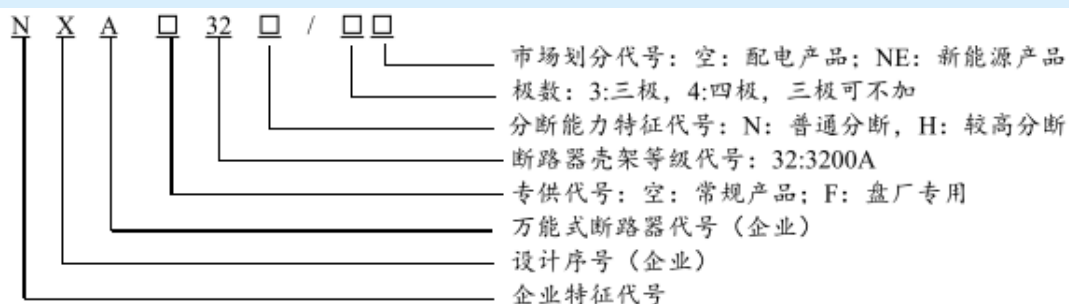 N X A □ 32 □ / □ □
市场划分代号：空：配电产品；NE：新能源产品
极数：3:三极，4:四极，三极可不加
分断能力特征代号：N：普通分断，H：较高分断
断路器壳架等级代号：32:3200A
专供代号：空：常规产品；F：盘厂专用
万能式断路器代号（企业）
设计序号（企业）
企业特征代号